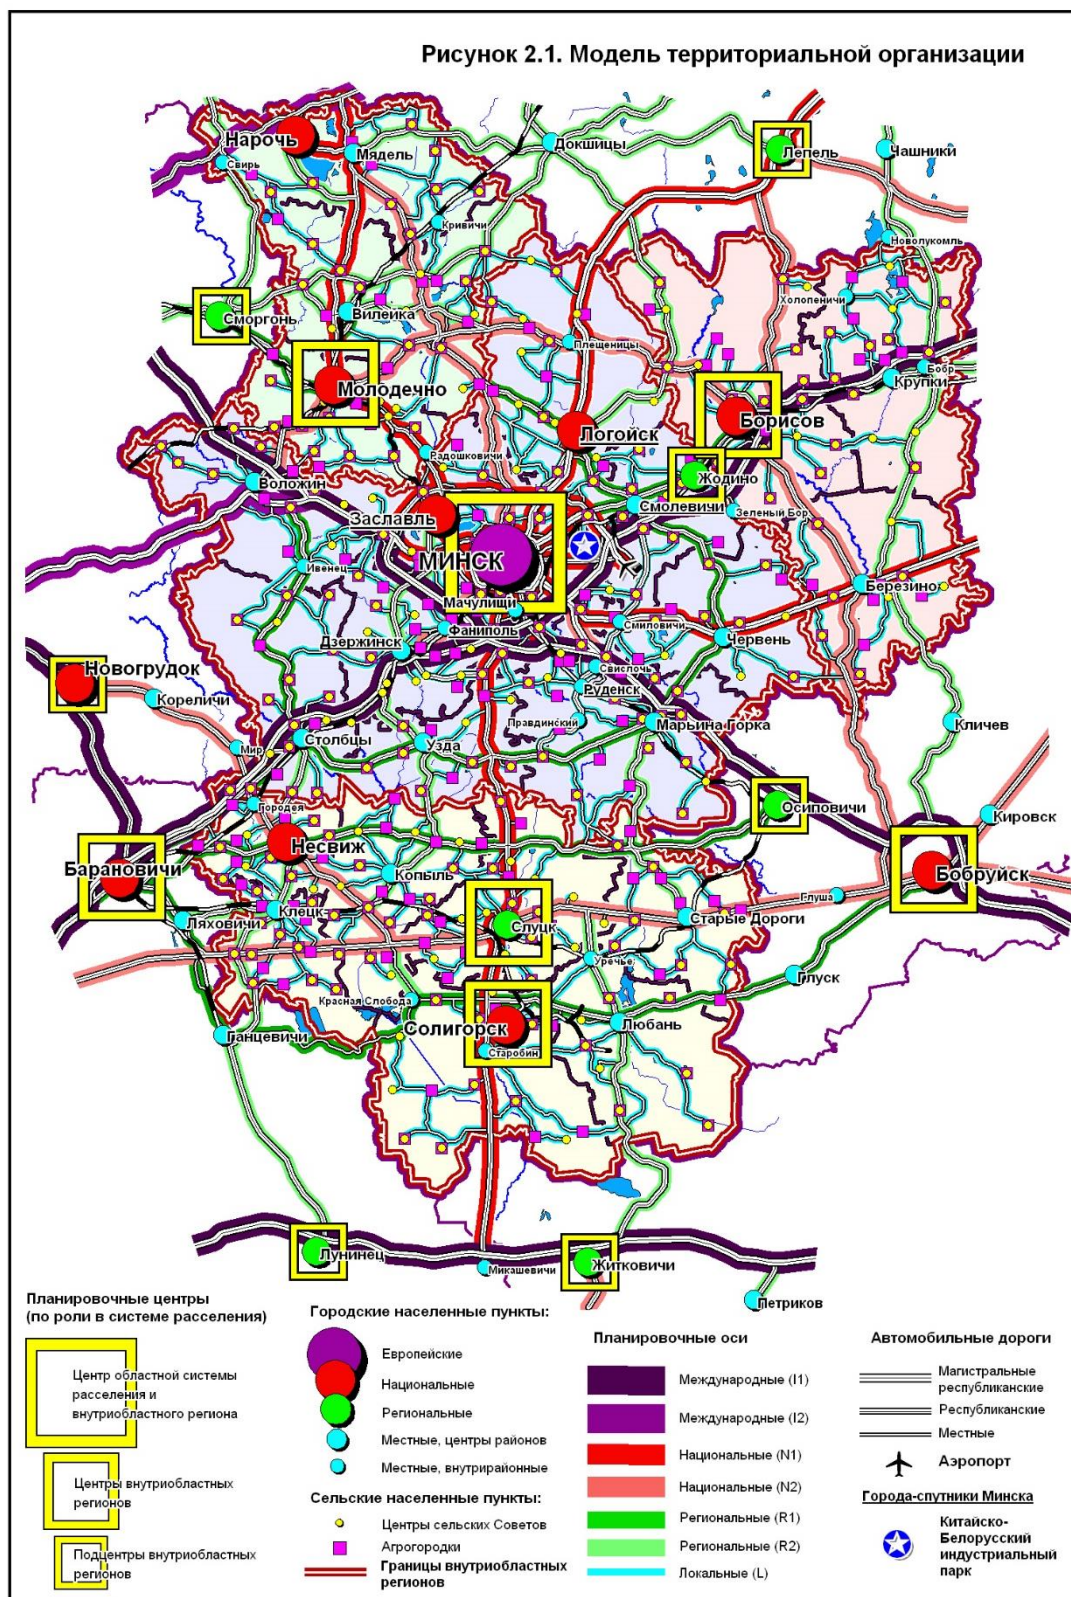 Рисунок 2.1. Модель территориальной организации
Нарочь
Мядель
Свирь
Докшицы
Лепель
Чашники
Кривичи
Новолукомль
Холопеничи
Сморгонь
Вилейка
Плещеницы
Бобр
Крупки
Молодечно
Борисов
Логойск
Радошковичи
Жодино
Воложин
Смолевичи
Зеленый Бор
Заславль
МИНСК
Ивенец
Березино
Мачулищи
Фаниполь
Смиловичи
Дзержинск
Червень
Свислочь
Новогрудок
Руденск
Кореличи
Правдинский
Марьина Горка
Кличев
Столбцы
Узда
Мир
Городея
Осиповичи
Кировск
Несвиж
Барановичи
Копыль
Бобруйск
Глуша
Клецк
Ляховичи
Слуцк
Старые Дороги
Уречье
Глуск
Красная Слобода
Солигорск
Любань
Ганцевичи
Старобин
Лунинец
Микашевичи
Житковичи
Петриков
Планировочные центры
(по роли в системе расселения)
Центр областной системы
расселения и
внутриобластного региона
Центры внутриобластных
регионов
Подцентры внутриобластных
регионов
Городские населенные пункты:
Европейские
Национальные
Региональные
Местные, центры районов
Местные, внутрирайонные
Сельские населенные пункты:
Центры сельских Советов
Агрогородки
Границы внутриобластных
регионов
Планировочные оси
Международные (I1)
Международные (I2)
Национальные (N1)
Национальные (N2)
Региональные (R1)
Региональные (R2)
Локальные (L)
Автомобильные дороги
Магистральные
республиканские
Республиканские
Местные
Аэропорт
Города-спутники Минска
Китайско-
Белорусский
индустриальный
парк